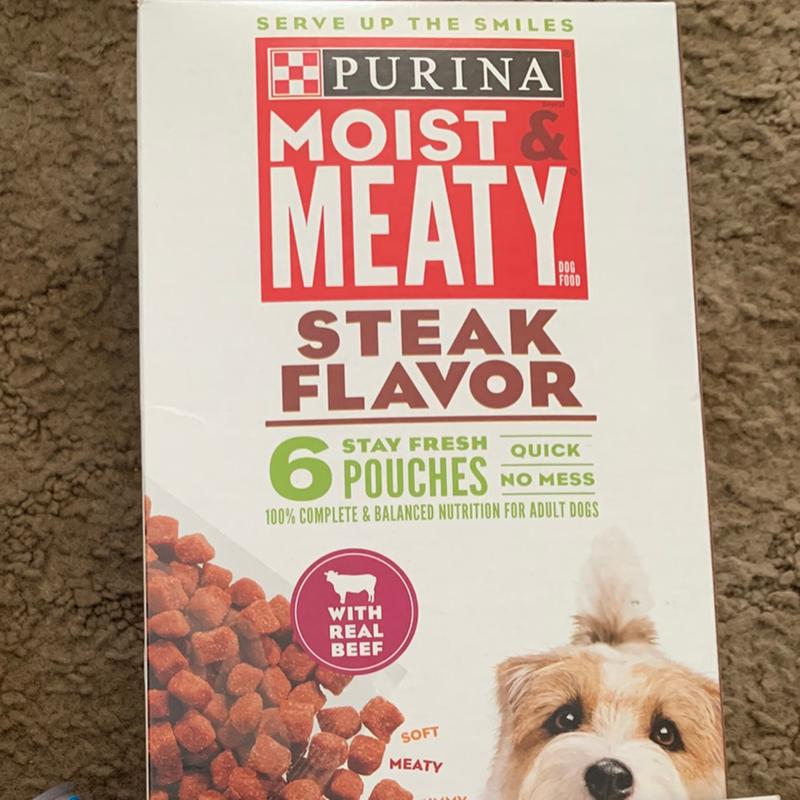 SERVE UP THE SMILES
PURINA
MOIST &
MEATY
DOG
FOOD
STEAK
FLAVOR
6 STAY FRESH
POUCHES
QUICK
NO MESS
100% COMPLETE & BALANCED NUTRITION FOR ADULT DOGS
WITH
REAL
BEEF
SOFT
MEATY